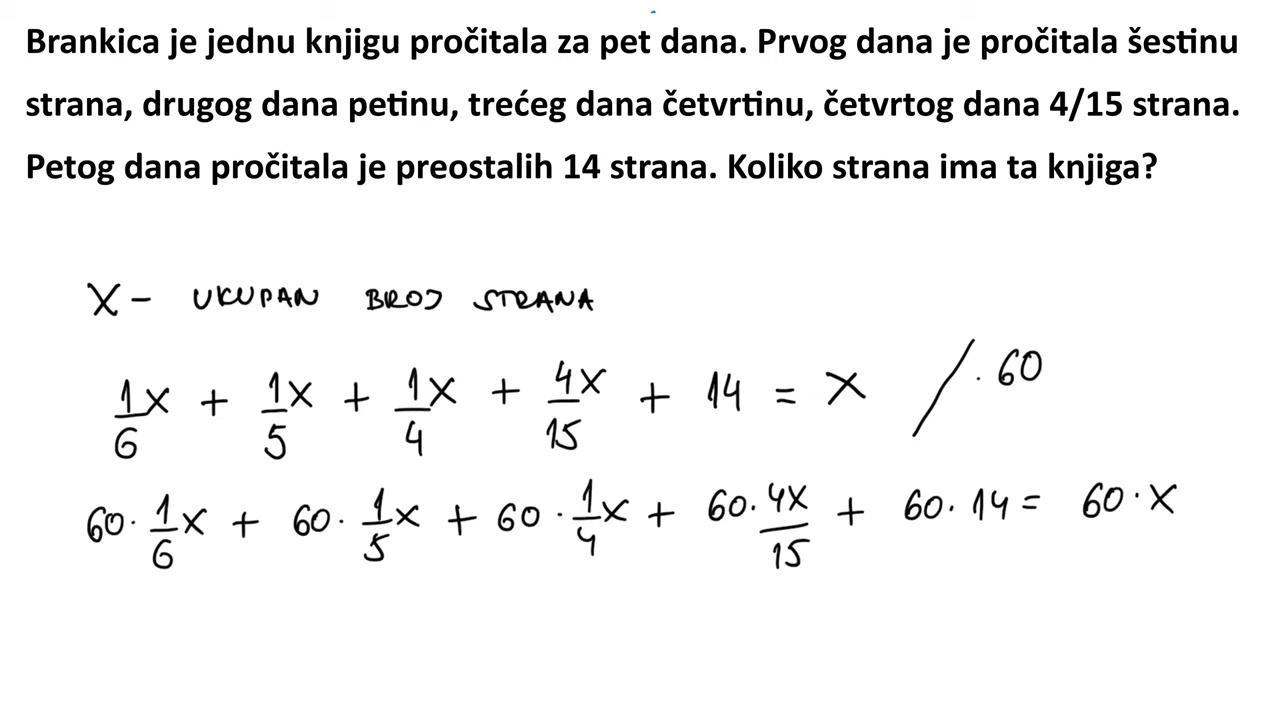 Brankica je jednu knjigu pročitala za pet dana. Prvog dana je pročitala šestinu
strana, drugog dana petinu, trećeg dana četvrtinu, četvrtog dana 4/15 strana.
Petog dana pročitala je preostalih 14 strana. Koliko strana ima ta knjiga?
X - UKUPAN BROJ STRANA
1/6 x + 1/5 x + 1/4 x + 4x/15 + 14 = x / · 60
60 · 1/6 x + 60 · 1/5 x + 60 · 1/4 x + 60 · 4x/15 + 60 · 14 = 60 · x